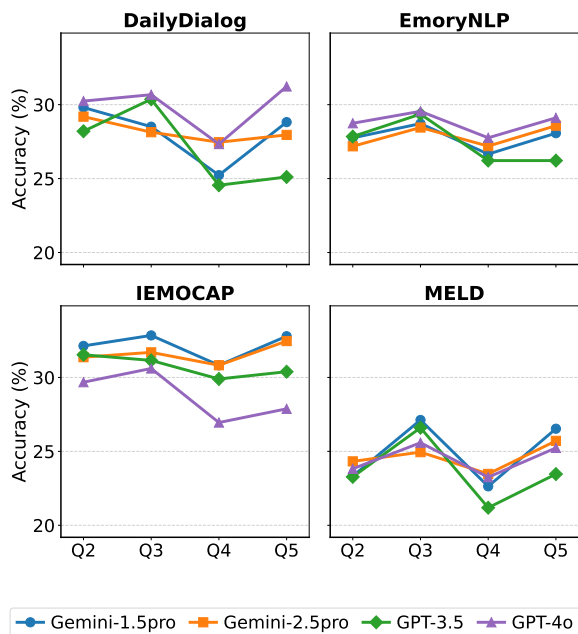 DailyDialog
EmoryNLP
Accuracy (%)
30
25
20
IEMOCAP
MELD
Accuracy (%)
30
25
20
Q2 Q3 Q4 Q5
Q2 Q3 Q4 Q5
Gemini-1.5pro Gemini-2.5pro GPT-3.5 GPT-4o